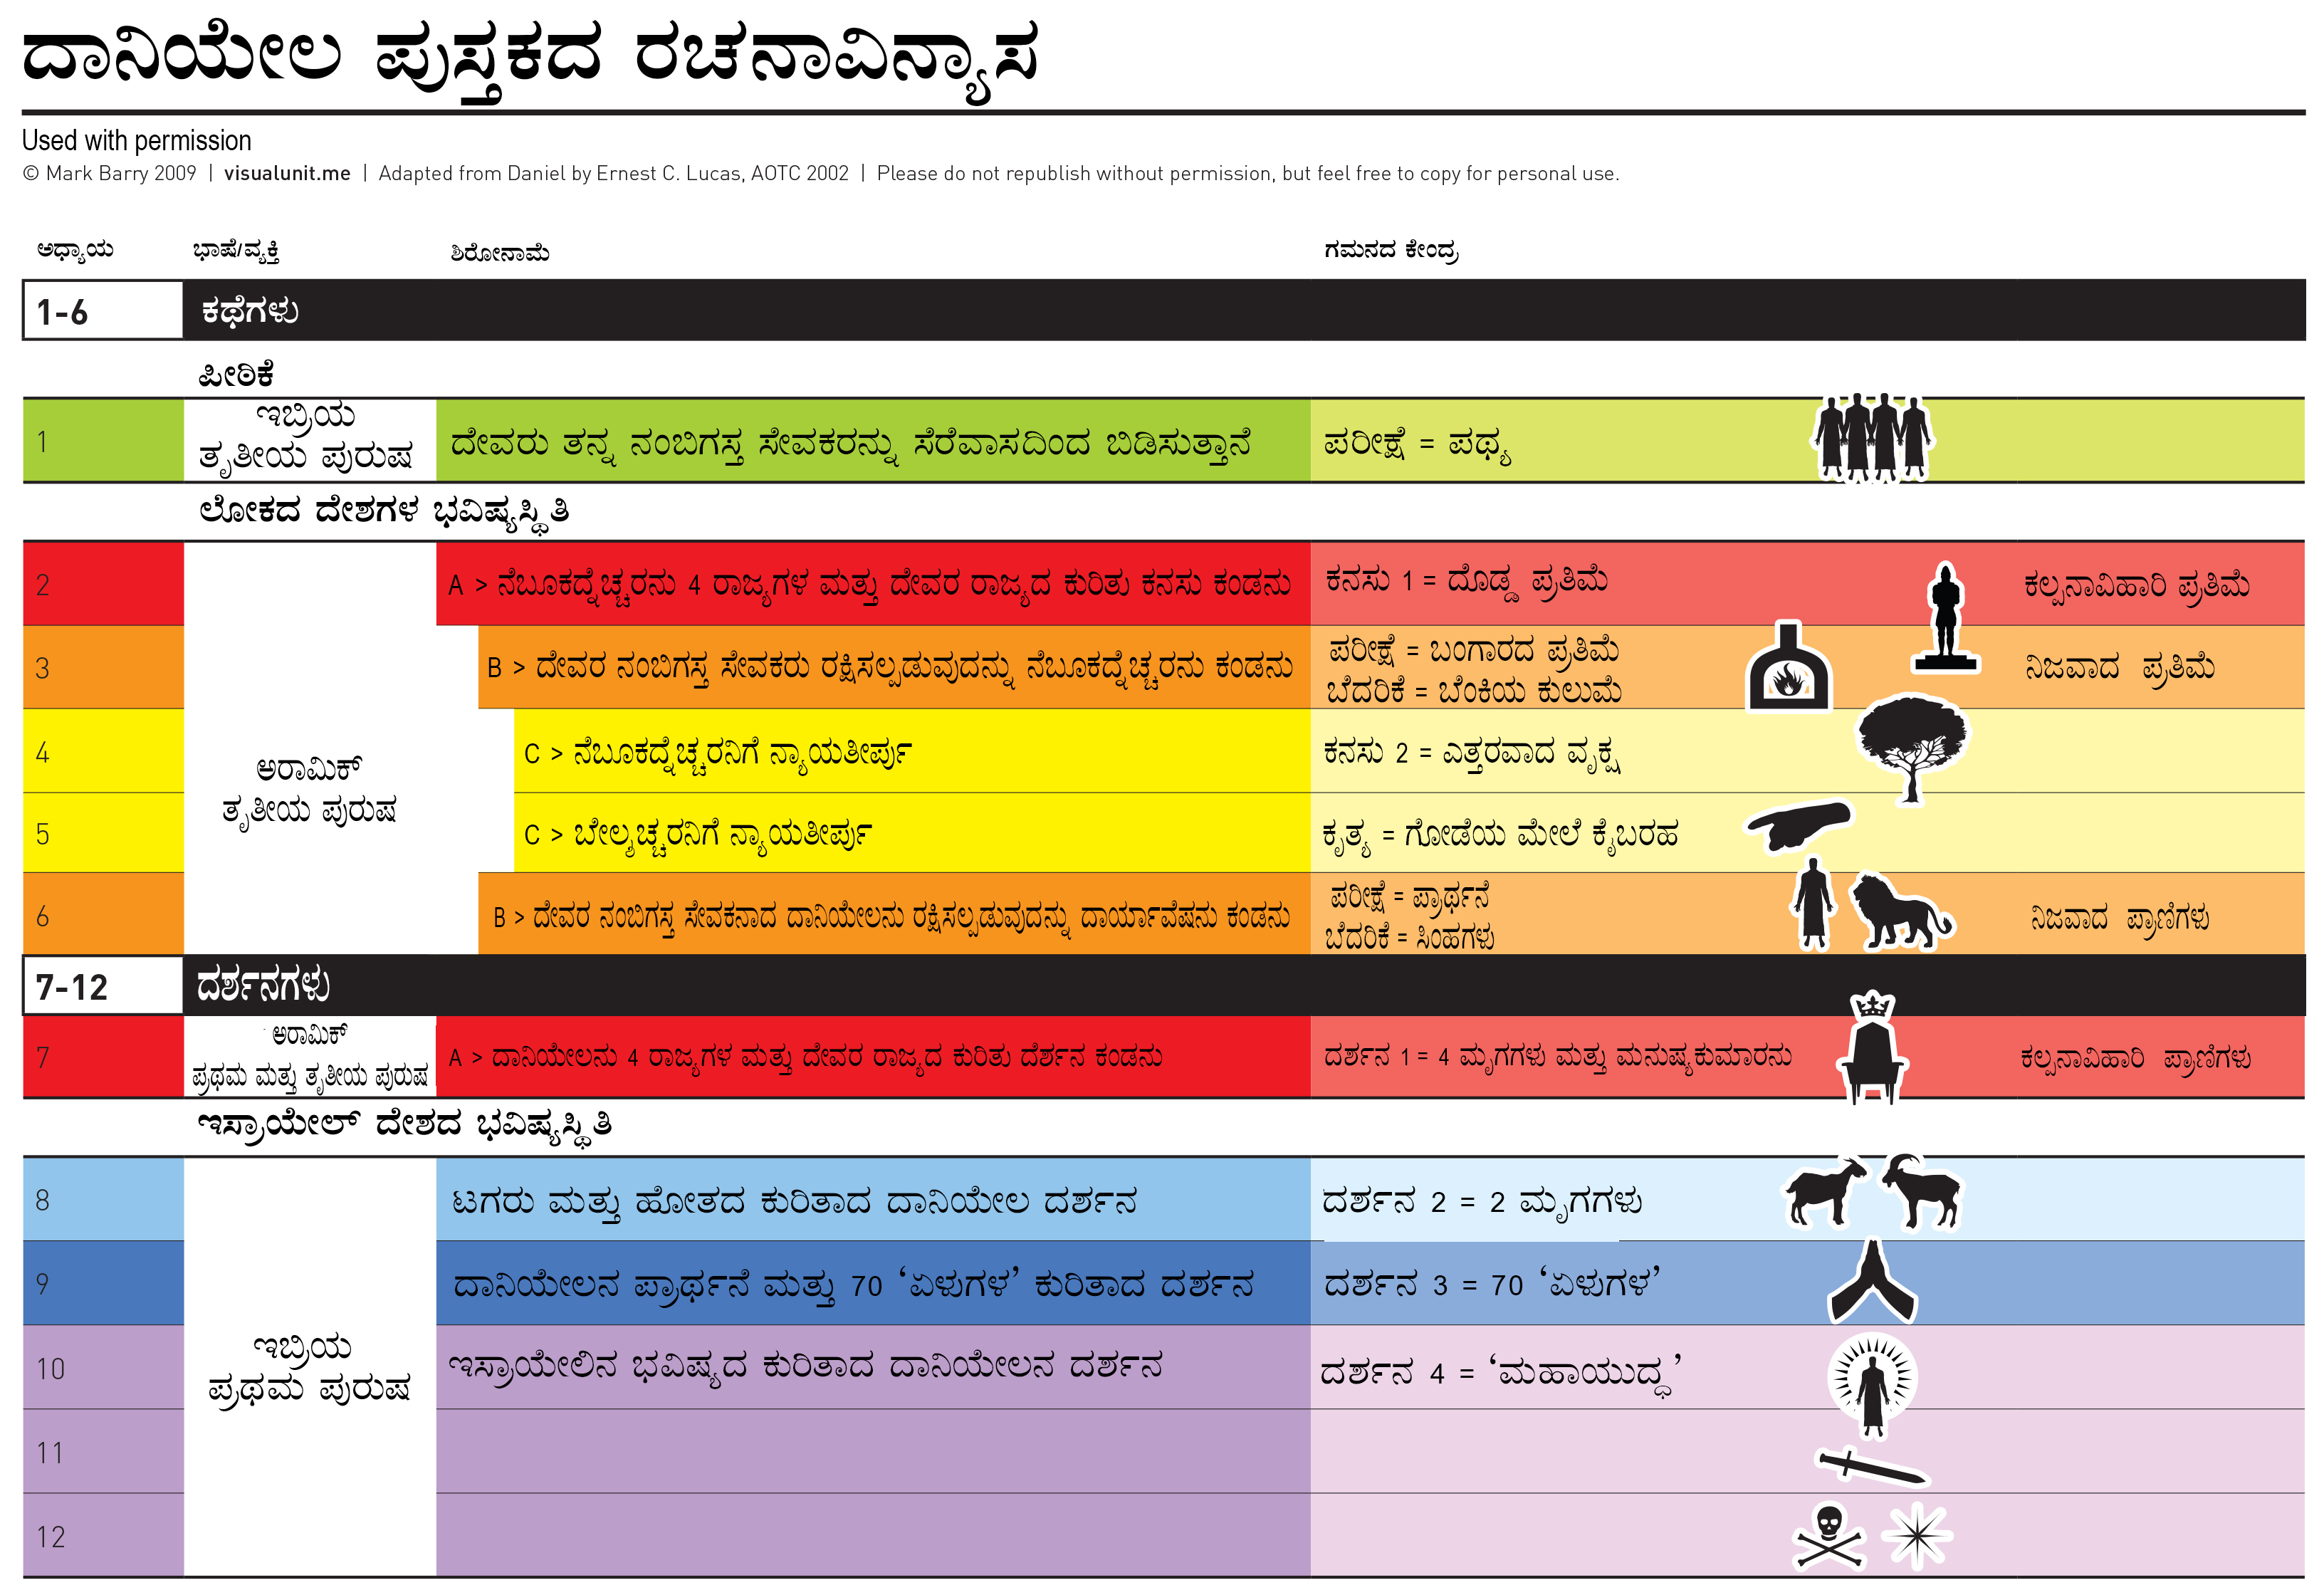 ದಾನಿಯೇಲ ಪುಸ್ತಕದ ರಚನಾವಿನ್ಯಾಸ
Used with permission
© Mark Barry 2009 | visualunit.me | Adapted from Daniel by Ernest C. Lucas, AOTC 2002 | Please do not republish without permission, but feel free to copy for personal use.
ಅಧ್ಯಾಯ ಭಾಷೆ/ವ್ಯಕ್ತಿ ಶಿರೋನಾಮೆ ಗಮನದ ಕೇಂದ್ರ
1-6 ಕಥೆಗಳು
ಪೀಠಿಕೆ
1 ಇಬ್ರಿಯ
ತೃತೀಯ ಪುರುಷ
ದೇವರು ತನ್ನ ನಂಬಿಗಸ್ತ ಸೇವಕರನ್ನು ಸೆರೆವಾಸದಿಂದ ಬಿಡಿಸುತ್ತಾನೆ ಪರೀಕ್ಷೆ = ಪಥ್ಯ
ಲೋಕದ ದೇಶಗಳ ಭವಿಷ್ಯಸ್ಥಿತಿ
2 A > ನೆಬೂಕದ್ನೆಚ್ಚರನು 4 ರಾಜ್ಯಗಳ ಮತ್ತು ದೇವರ ರಾಜ್ಯದ ಕುರಿತು ಕನಸು ಕಂಡನು ಕನಸು 1 = ದೊಡ್ಡ ಪ್ರತಿಮೆ ಕಲ್ಪನಾವಿಹಾರಿ ಪ್ರತಿಮೆ
3 B > ದೇವರ ನಂಬಿಗಸ್ತ ಸೇವಕರು ರಕ್ಷಿಸಲ್ಪಡುವುದನ್ನು ನೆಬೂಕದ್ನೆಚ್ಚರನು ಕಂಡನು ಪರೀಕ್ಷೆ = ಬಂಗಾರದ ಪ್ರತಿಮೆ
ಬೆದರಿಕೆ = ಬೆಂಕಿಯ ಕುಲುಮೆ
ನಿಜವಾದ ಪ್ರತಿಮೆ
4 C > ನೆಬೂಕದ್ನೆಚ್ಚರನಿಗೆ ನ್ಯಾಯತೀರ್ಪು ಕನಸು 2 = ಎತ್ತರವಾದ ವೃಕ್ಷ
ಅರಾಮಿಕ್
ತೃತೀಯ ಪುರುಷ
5 C > ಬೇಲ್ಶಚ್ಚರನಿಗೆ ನ್ಯಾಯತೀರ್ಪು ಕೃತ್ಯ = ಗೋಡೆಯ ಮೇಲೆ ಕೈಬರಹ
6 B > ದೇವರ ನಂಬಿಗಸ್ತ ಸೇವಕನಾದ ದಾನಿಯೇಲನು ರಕ್ಷಿಸಲ್ಪಡುವುದನ್ನು ದಾರ್ಯಾವೆಷನು ಕಂಡನು ಪರೀಕ್ಷೆ = ಪ್ರಾರ್ಥನೆ
ಬೆದರಿಕೆ = ಸಿಂಹಗಳು
ನಿಜವಾದ ಪ್ರಾಣಿಗಳು
7-12 ದರ್ಶನಗಳು
7 ಅರಾಮಿಕ್
ಪ್ರಥಮ ಮತ್ತು ತೃತೀಯ ಪುರುಷ
A > ದಾನಿಯೇಲನು 4 ರಾಜ್ಯಗಳ ಮತ್ತು ದೇವರ ರಾಜ್ಯದ ಕುರಿತು ದೆರ್ಶನ ಕಂಡನು ದರ್ಶನ 1 = 4 ಮೃಗಗಳು ಮತ್ತು ಮನುಷ್ಯಕುಮಾರನು ಕಲ್ಪನಾವಿಹಾರಿ ಪ್ರಾಣಿಗಳು
ಇಸ್ರಾಯೇಲ್ ದೇಶದ ಭವಿಷ್ಯಸ್ಥಿತಿ
8 ಟಗರು ಮತ್ತು ಹೋತದ ಕುರಿತಾದ ದಾನಿಯೇಲ ದರ್ಶನ ದರ್ಶನ 2 = 2 ಮೃಗಗಳು
9 ದಾನಿಯೇಲನ ಪ್ರಾರ್ಥನೆ ಮತ್ತು 70 ‘ಏಳುಗಳ’ ಕುರಿತಾದ ದರ್ಶನ ದರ್ಶನ 3 = 70 ‘ಏಳುಗಳ’
10 ಇಬ್ರಿಯ
ಪ್ರಥಮ ಪುರುಷ
ಇಸ್ರಾಯೇಲಿನ ಭವಿಷ್ಯದ ಕುರಿತಾದ ದಾನಿಯೇಲನ ದರ್ಶನ ದರ್ಶನ 4 = ‘ಮಹಾಯುದ್ಧ’
11
12